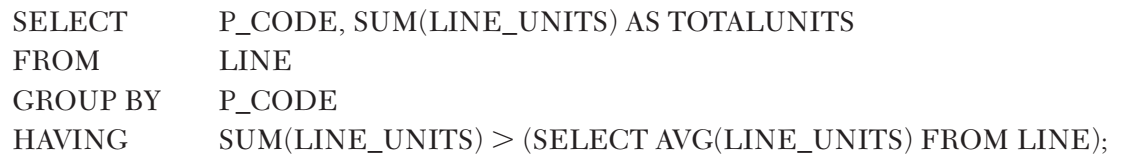 SELECT P_CODE, SUM(LINE_UNITS) AS TOTALUNITS
FROM LINE
GROUP BY P_CODE
HAVING SUM(LINE_UNITS) > (SELECT AVG(LINE_UNITS) FROM LINE);